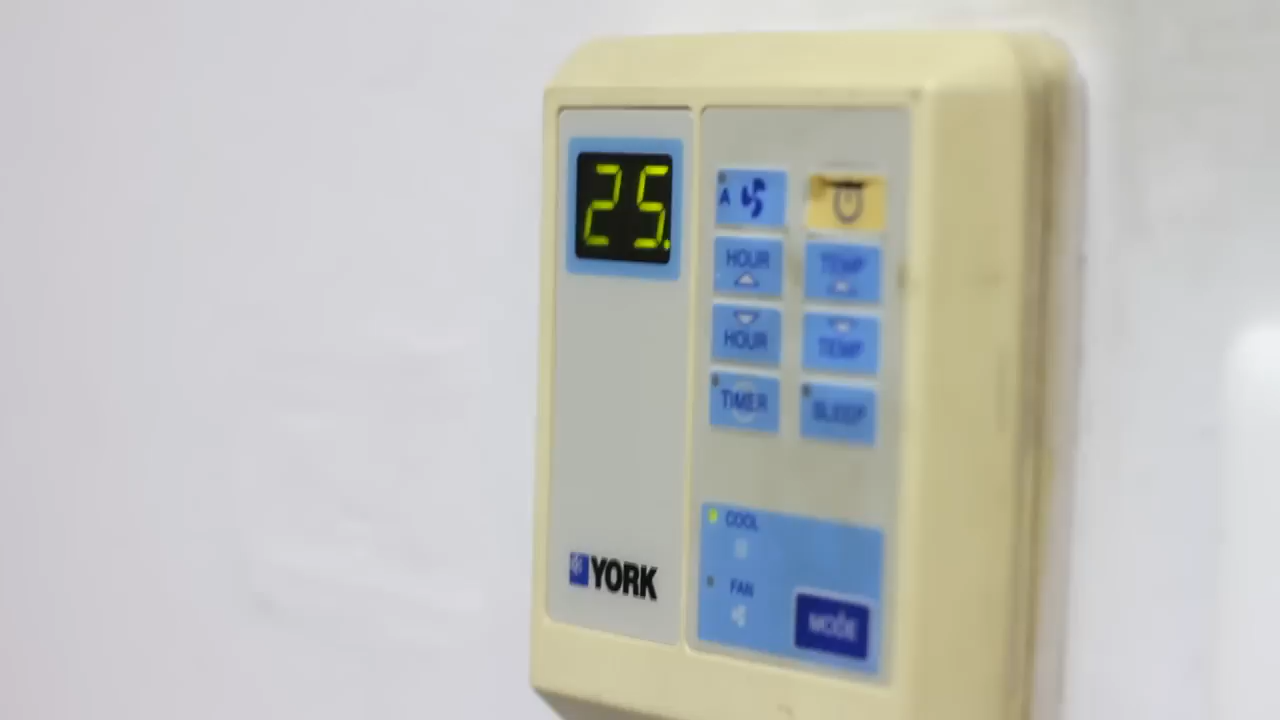 25.
A
HOUR
TEMP
HOUR
TEMP
TIMER
SLEEP
COOL
FAN
MODE
YORK